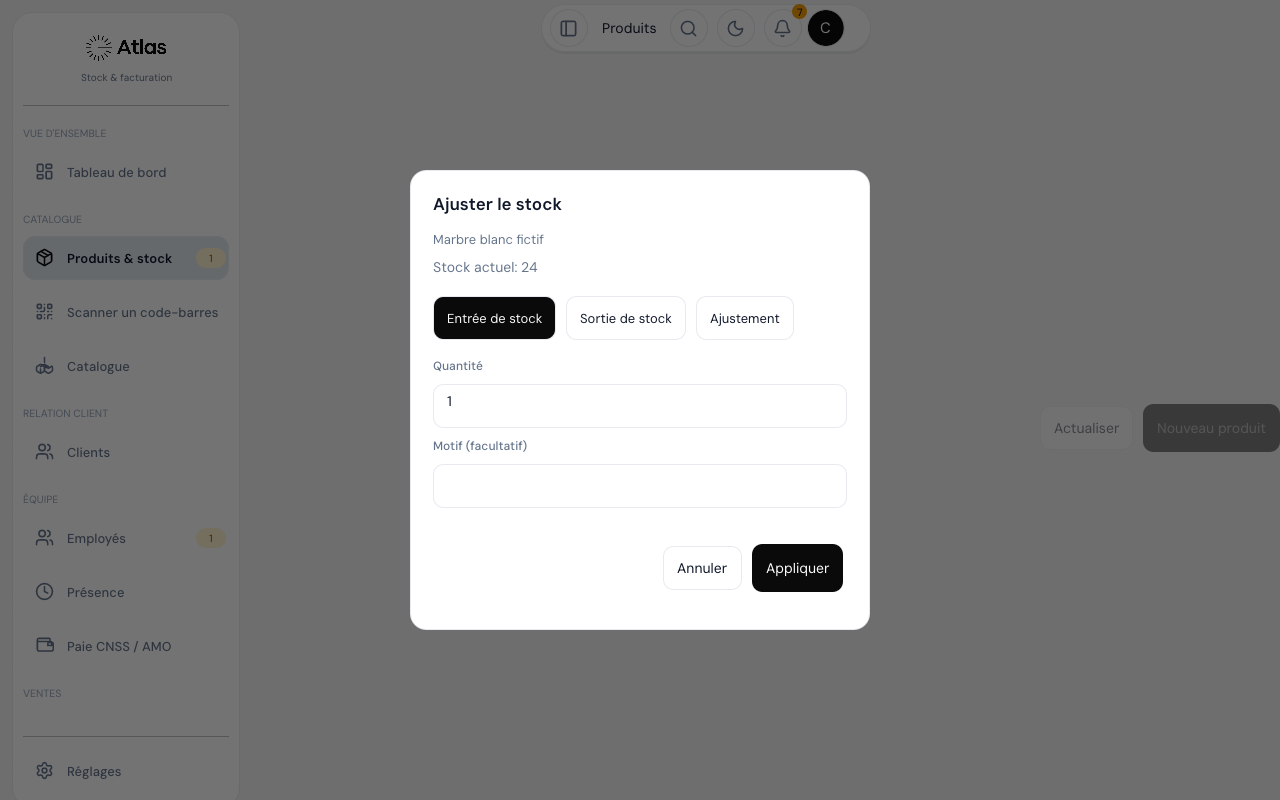 Atlas
Stock & facturation
VUE D'ENSEMBLE
Tableau de bord
CATALOGUE
Produits & stock 1
Scanner un code-barres
Catalogue
RELATION CLIENT
Clients
ÉQUIPE
Employés 1
Présence
Paie CNSS / AMO
VENTES
Réglages
Produits 7 C
Ajuster le stock
Marbre blanc fictif
Stock actuel: 24
Entrée de stock Sortie de stock Ajustement
Quantité
1
Motif (facultatif)
Annuler Appliquer
Actualiser Nouveau produit